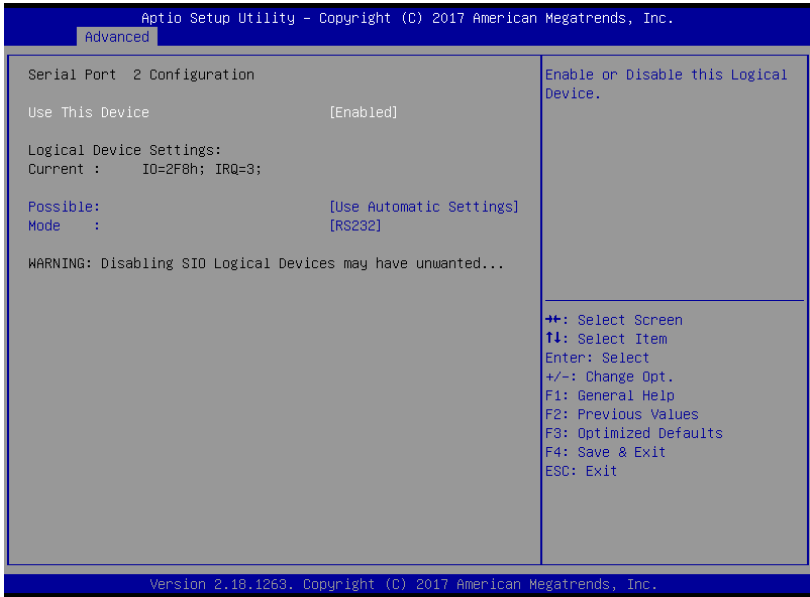 Aptio Setup Utility – Copyright (C) 2017 American Megatrends, Inc.
Advanced
Serial Port  2 Configuration
Use This Device [Enabled]
Logical Device Settings:
Current : IO=2F8h; IRQ=3;
Possible: [Use Automatic Settings]
Mode : [RS232]
WARNING: Disabling SIO Logical Devices may have unwanted...
Enable or Disable this Logical
Device.
→←: Select Screen
↑↓: Select Item
Enter: Select
+/-: Change Opt.
F1: General Help
F2: Previous Values
F3: Optimized Defaults
F4: Save & Exit
ESC: Exit
Version 2.18.1263. Copyright (C) 2017 American Megatrends, Inc.